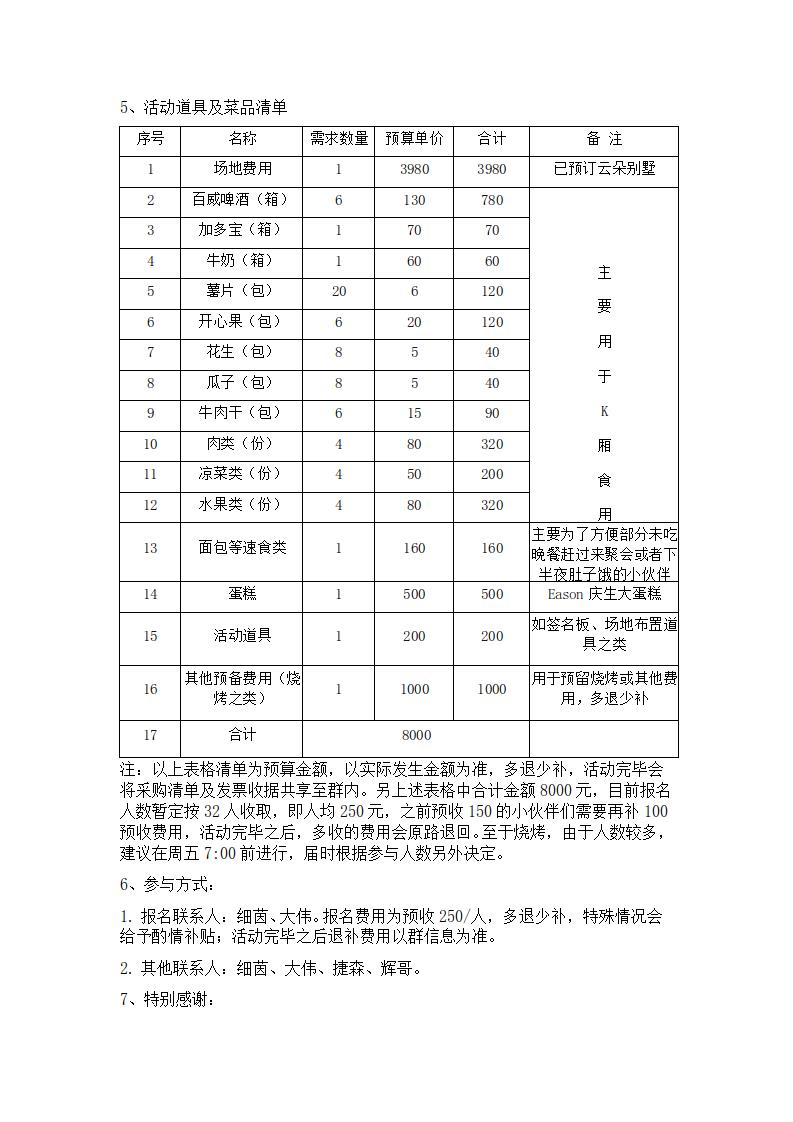 5、活动道具及菜品清单
序号 名称 需求数量 预算单价 合计 备 注
1 场地费用 1 3980 3980 已预订云朵别墅
2 百威啤酒（箱） 6 130 780
3 加多宝（箱） 1 70 70
4 牛奶（箱） 1 60 60
5 薯片（包） 20 6 120
6 开心果（包） 6 20 120
7 花生（包） 8 5 40
8 瓜子（包） 8 5 40
9 牛肉干（包） 6 15 90
10 肉类（份） 4 80 320
11 凉菜类（份） 4 50 200
12 水果类（份） 4 80 320
主
要
用
于
K
厢
食
用
13 面包等速食类 1 160 160
主要为了方便部分未吃
晚餐赶过来聚会或者下
半夜肚子饿的小伙伴
14 蛋糕 1 500 500 Eason 庆生大蛋糕
15 活动道具 1 200 200
如签名板、场地布置道
具之类
16
其他预备费用（烧
烤之类）
1 1000 1000
用于预留烧烤或其他费
用，多退少补
17 合计 8000
注：以上表格清单为预算金额，以实际发生金额为准，多退少补，活动完毕会
将采购清单及发票收据共享至群内。另上述表格中合计金额 8000 元，目前报名
人数暂定按 32 人收取，即人均 250 元，之前预收 150 的小伙伴们需要再补 100
预收费用，活动完毕之后，多收的费用会原路退回。至于烧烤，由于人数较多，
建议在周五 7:00 前进行，届时根据参与人数另外决定。
6、参与方式：
1. 报名联系人：细茵、大伟。报名费用为预收 250/人，多退少补，特殊情况会
给予酌情补贴；活动完毕之后退补费用以群信息为准。
2. 其他联系人：细茵、大伟、捷森、辉哥。
7、特别感谢：